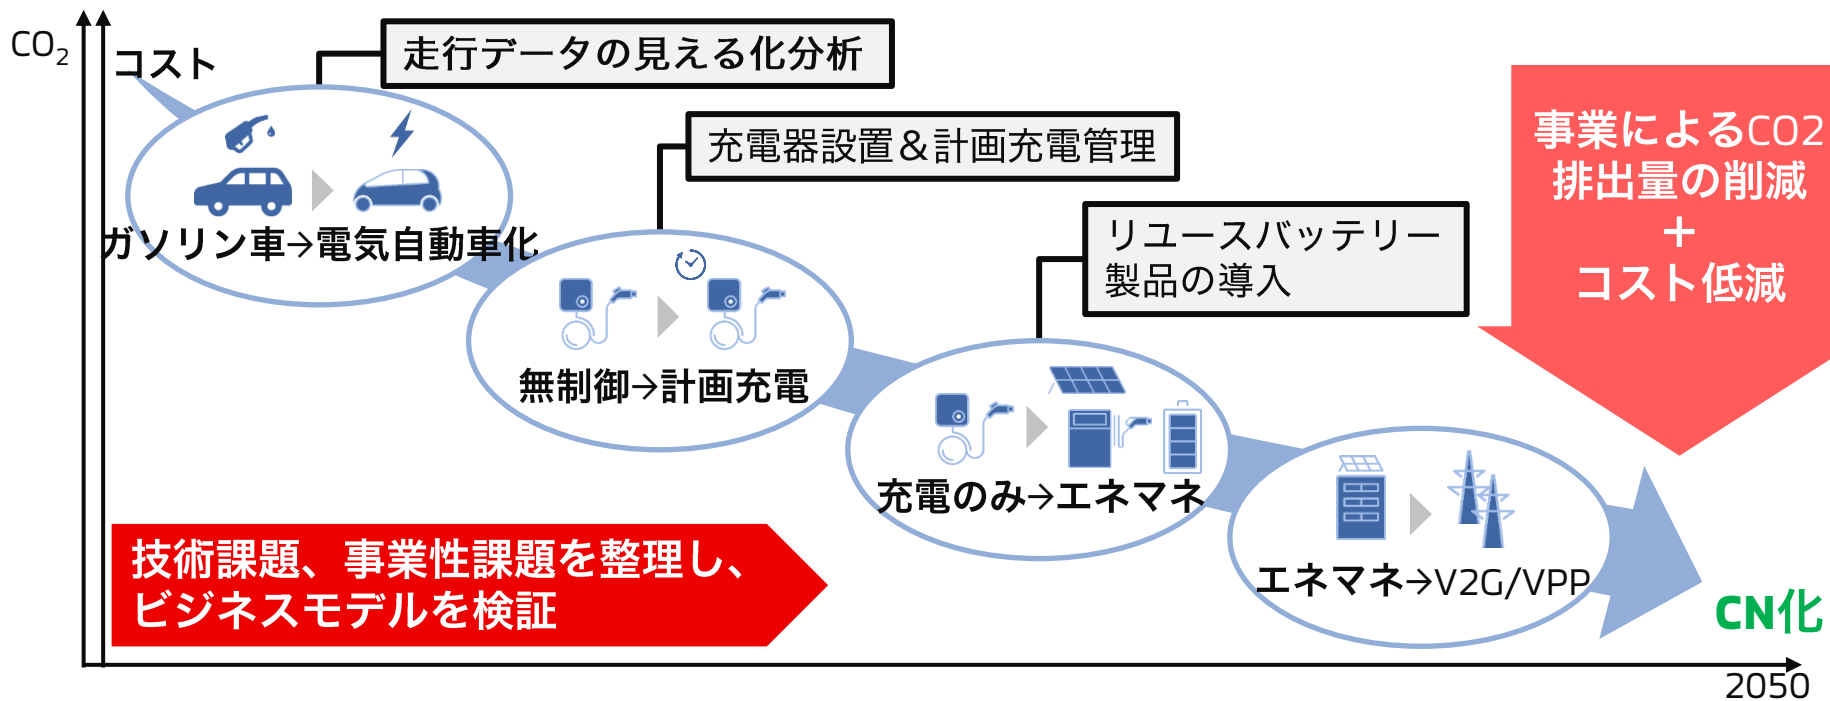 CO2
コスト
走行データの見える化分析
ガソリン車→電気自動車化
充電器設置＆計画充電管理
無制御→計画充電
リユースバッテリー
製品の導入
充電のみ→エネマネ
エネマネ→V2G/VPP
事業によるCO2
排出量の削減
＋
コスト低減
技術課題、事業性課題を整理し、
ビジネスモデルを検証
CN化
2050